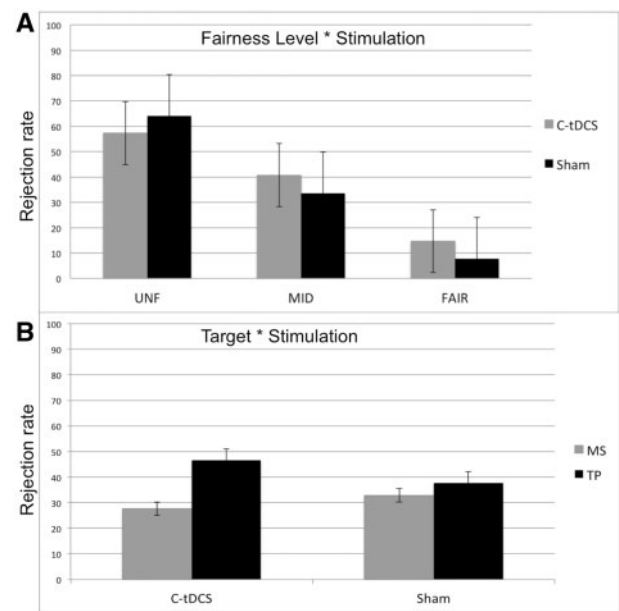 A
Fairness Level * Stimulation
Rejection rate
100
90
80
70
60
50
40
30
20
10
0
UNF MID FAIR
C-tDCS
Sham
B
Target * Stimulation
Rejection rate
100
90
80
70
60
50
40
30
20
10
0
C-tDCS Sham
MS
TP